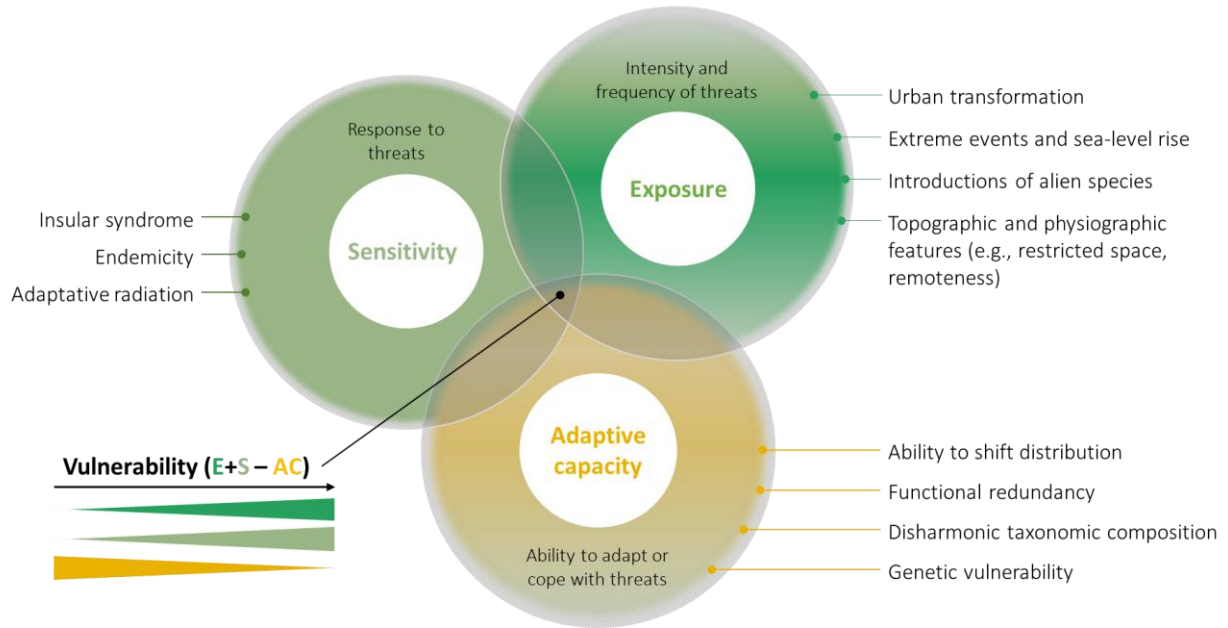 Intensity and
frequency of threats
Exposure
Urban transformation
Extreme events and sea-level rise
Introductions of alien species
Topographic and physiographic
features (e.g., restricted space,
remoteness)
Response to
threats
Sensitivity
Insular syndrome
Endemicity
Adaptative radiation
Adaptive
capacity
Ability to adapt or
cope with threats
Ability to shift distribution
Functional redundancy
Disharmonic taxonomic composition
Genetic vulnerability
Vulnerability (E+S – AC)